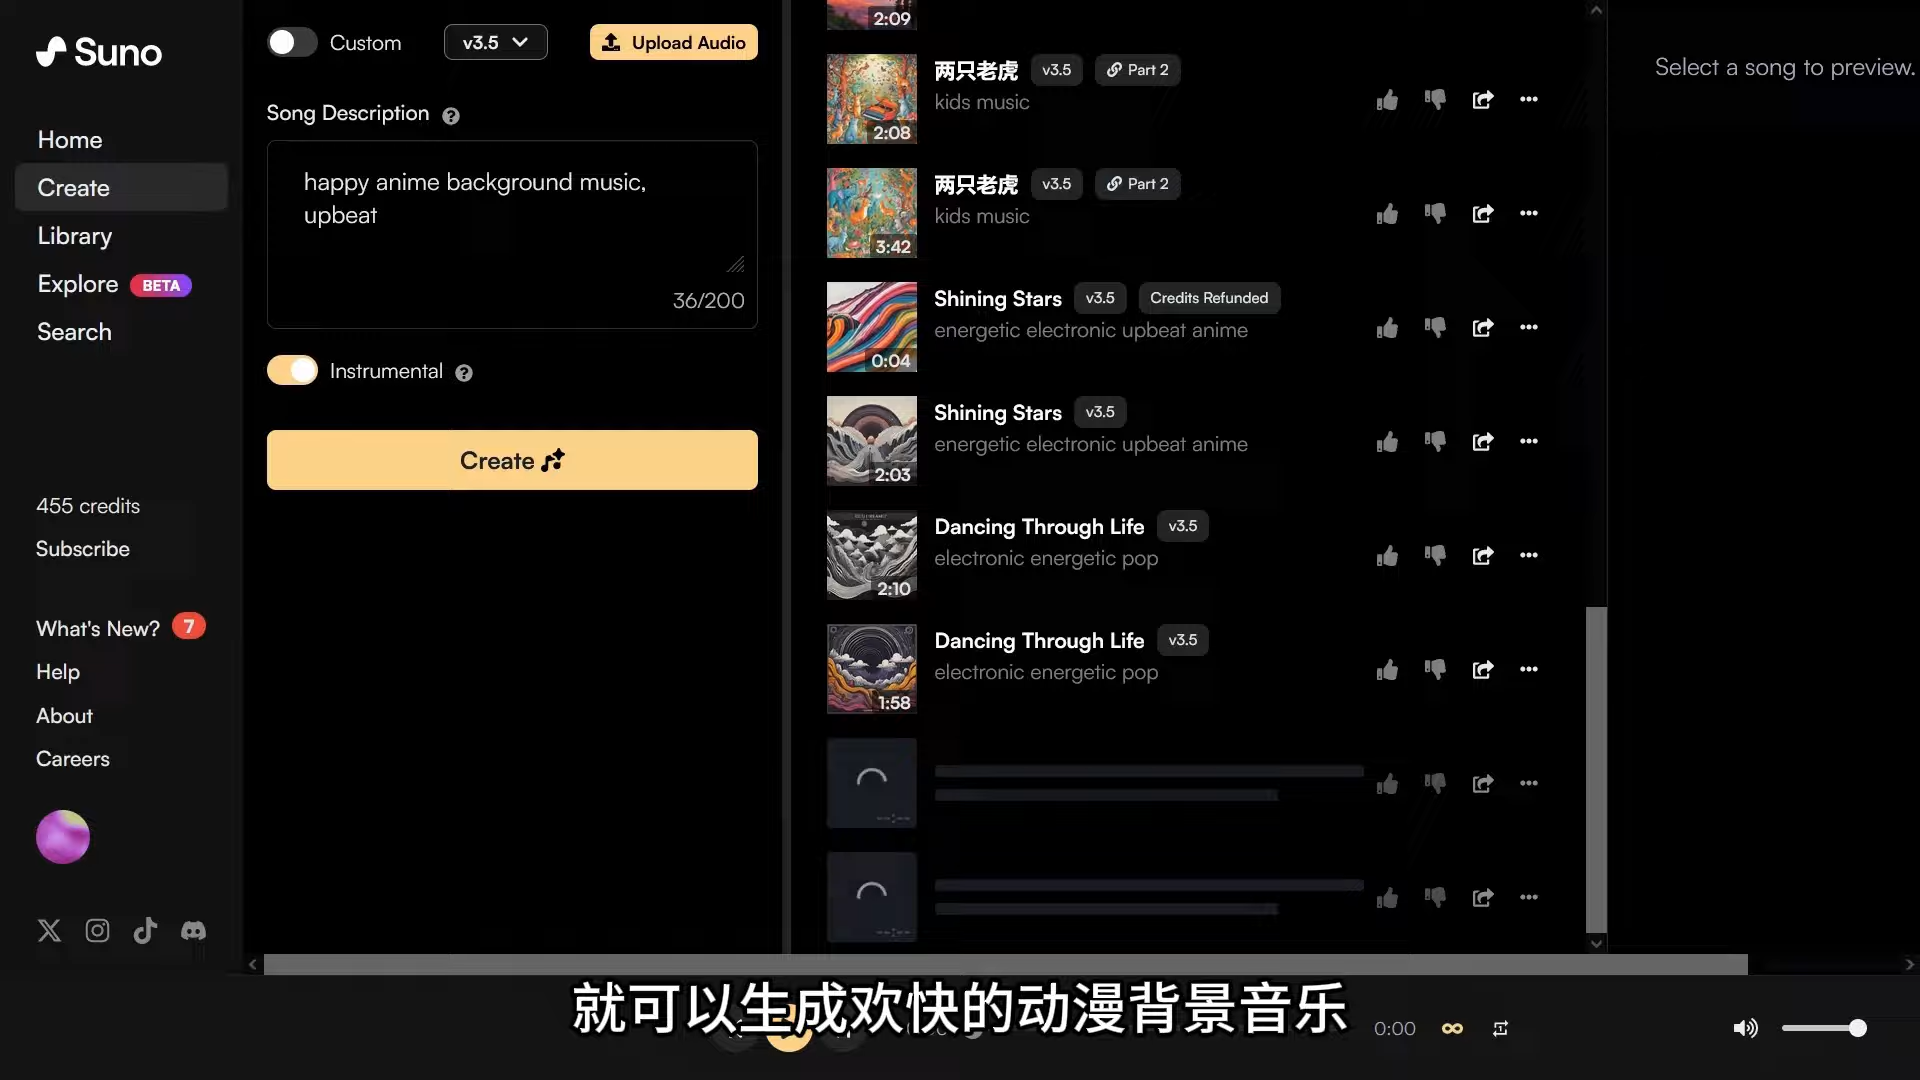 Suno
Home
Create
Library
Explore BETA
Search
455 credits
Subscribe
What's New? 7
Help
About
Careers
Custom
v3.5
Upload Audio
Song Description
happy anime background music,
upbeat
36/200
Instrumental
Create
2:09
两只老虎 v3.5 Part 2
kids music
2:08
两只老虎 v3.5 Part 2
kids music
3:42
Shining Stars v3.5 Credits Refunded
energetic electronic upbeat anime
0:04
Shining Stars v3.5
energetic electronic upbeat anime
2:03
Dancing Through Life v3.5
electronic energetic pop
2:10
Dancing Through Life v3.5
electronic energetic pop
1:58
Select a song to preview.
就可以生成欢快的动漫背景音乐
0:00